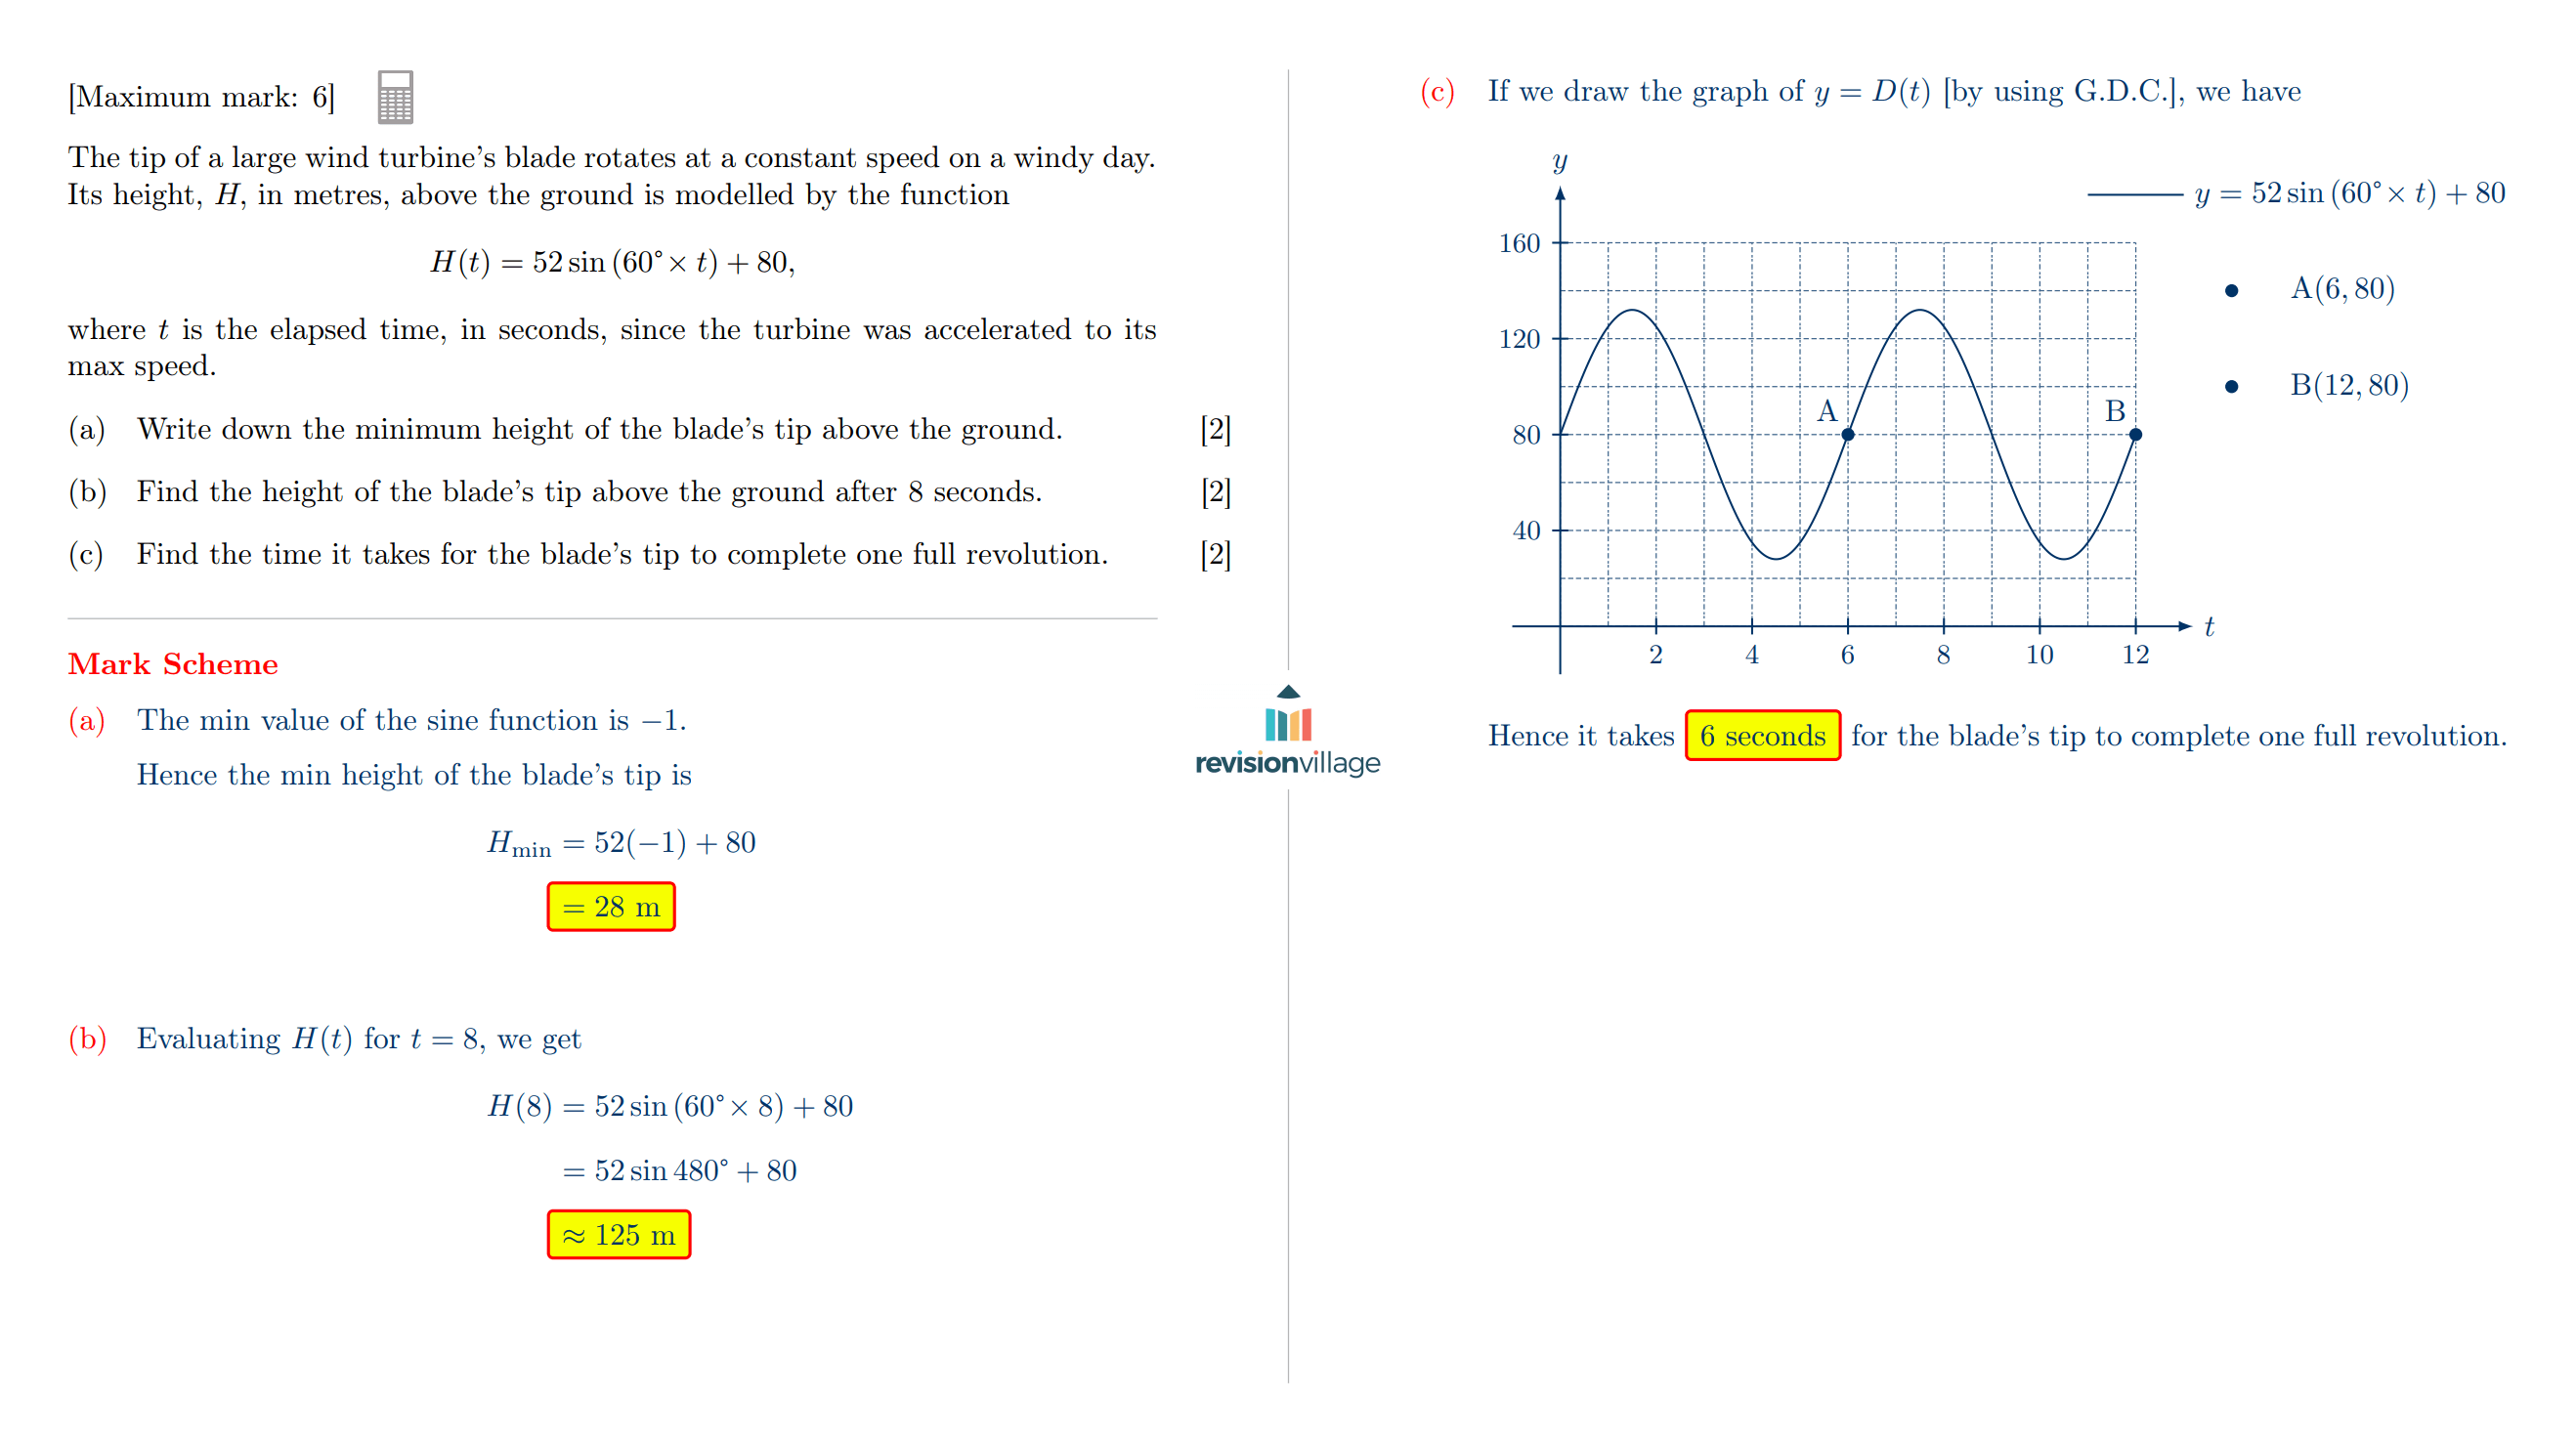 [Maximum mark: 6]
The tip of a large wind turbine's blade rotates at a constant speed on a windy day.
Its height, H, in metres, above the ground is modelled by the function
H(t) = 52 sin (60° × t) + 80,
where t is the elapsed time, in seconds, since the turbine was accelerated to its
max speed.
(a) Write down the minimum height of the blade's tip above the ground. [2]
(b) Find the height of the blade's tip above the ground after 8 seconds. [2]
(c) Find the time it takes for the blade's tip to complete one full revolution. [2]
Mark Scheme
(a) The min value of the sine function is −1.
Hence the min height of the blade's tip is
Hmin = 52(−1) + 80
= 28 m
(b) Evaluating H(t) for t = 8, we get
H(8) = 52 sin (60° × 8) + 80
= 52 sin 480° + 80
≈ 125 m
revisionvillage
(c) If we draw the graph of y = D(t) [by using G.D.C.], we have
y
y = 52 sin (60° × t) + 80
160
A(6, 80)
120
B(12, 80)
A
B
80
40
t
2 4 6 8 10 12
Hence it takes 6 seconds for the blade's tip to complete one full revolution.